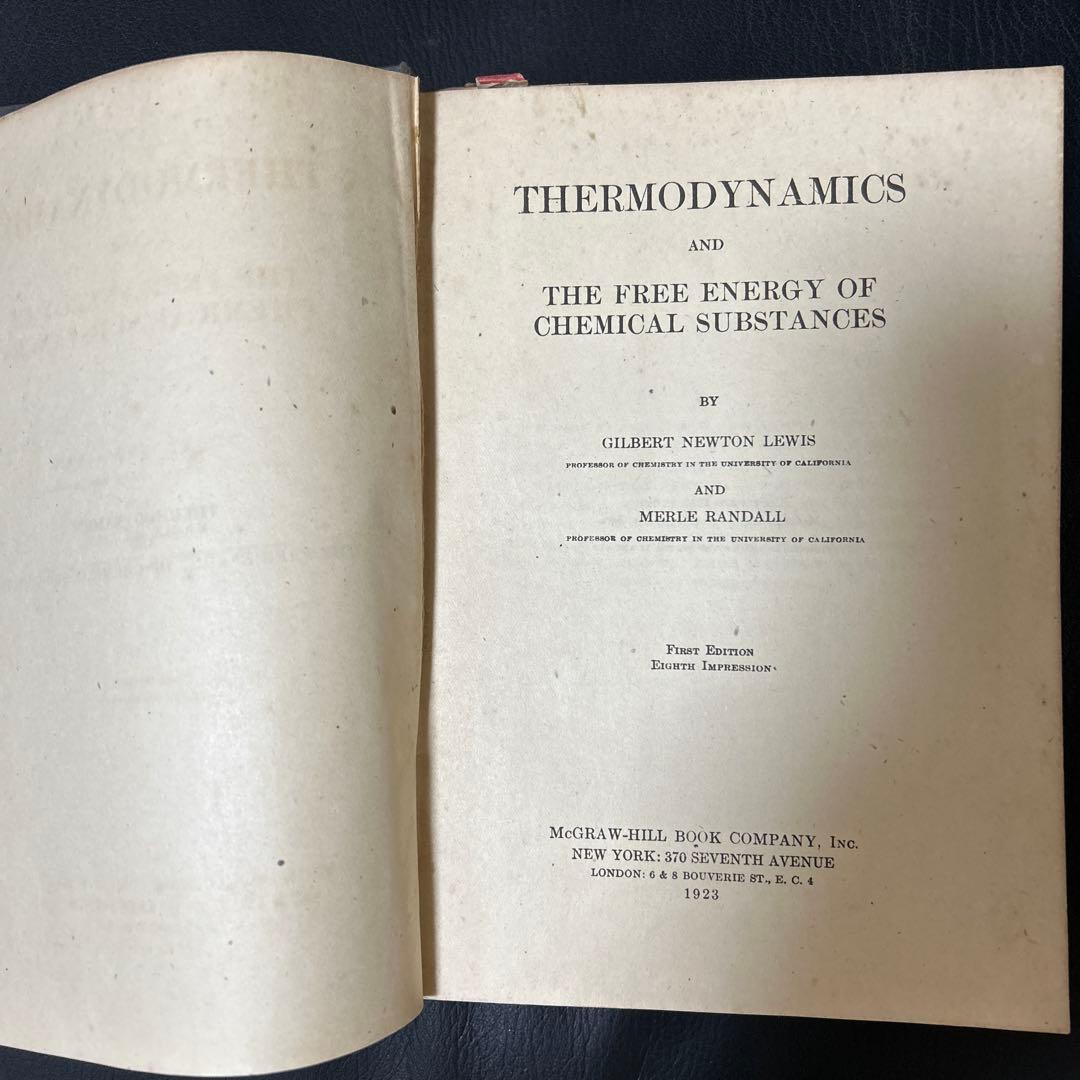 THERMODYNAMICS
AND
THE FREE ENERGY OF
CHEMICAL SUBSTANCES
BY
GILBERT NEWTON LEWIS
PROFESSOR OF CHEMISTRY IN THE UNIVERSITY OF CALIFORNIA
AND
MERLE RANDALL
PROFESSOR OF CHEMISTRY IN THE UNIVERSITY OF CALIFORNIA
FIRST EDITION
EIGHTH IMPRESSION
McGRAW-HILL BOOK COMPANY, INC.
NEW YORK: 370 SEVENTH AVENUE
LONDON: 6 & 8 BOUVERIE ST., E. C. 4
1923